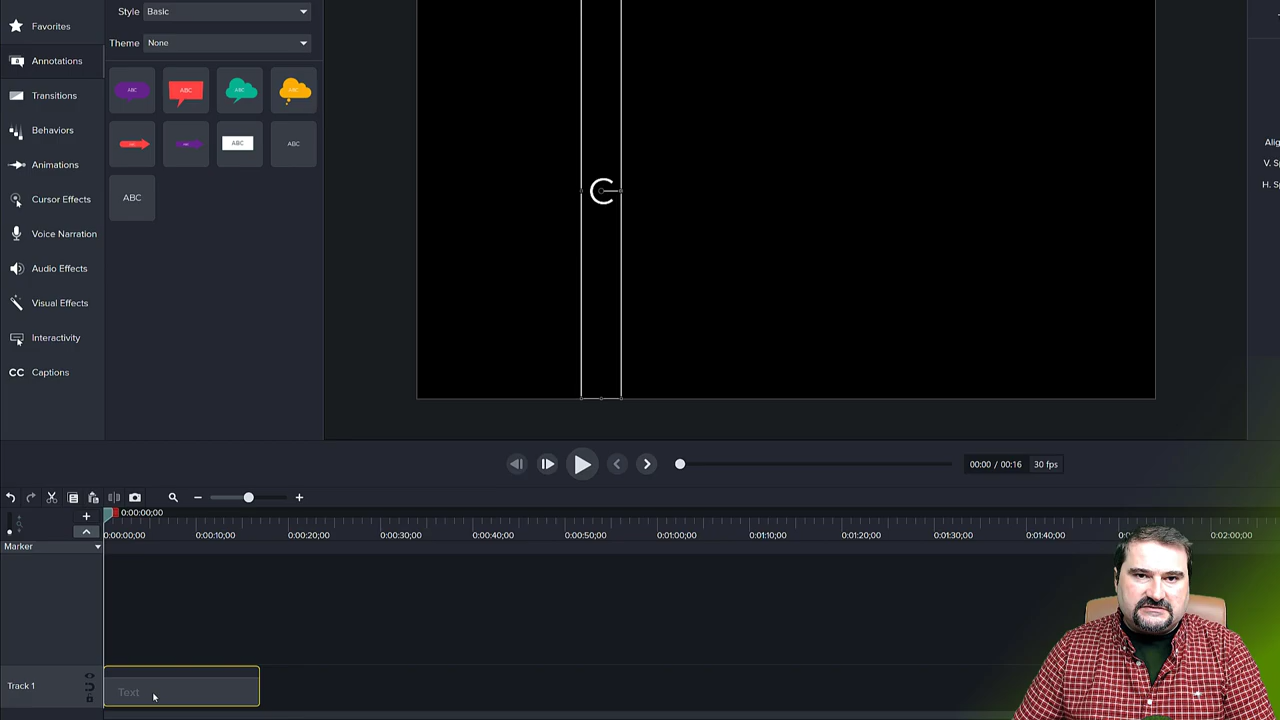 Favorites
Style
Basic
Annotations
Theme
None
Transitions
Behaviors
Animations
Cursor Effects
Voice Narration
Audio Effects
Visual Effects
Interactivity
CC Captions
ABC
ABC
ABC
ABC
ABC
ABC
ABC
ABC
C
Alig
V. S
H. S
00:00 / 00:16
30 fps
0:00:00;00
0:00:00;00
0:00:10;00
0:00:20;00
0:00:30;00
0:00:40;00
0:00:50;00
0:01:00;00
0:01:10;00
0:01:20;00
0:01:30;00
0:01:40;00
0:02:00;00
Marker
Track 1
Text